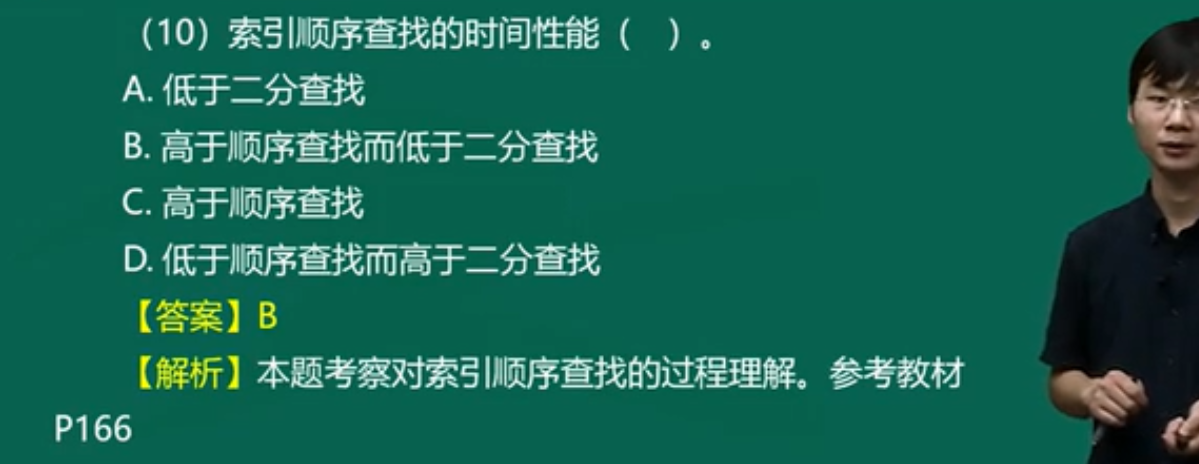 （10）索引顺序查找的时间性能（ ）。
A. 低于二分查找
B. 高于顺序查找而低于二分查找
C. 高于顺序查找
D. 低于顺序查找而高于二分查找
【答案】B
【解析】本题考察对索引顺序查找的过程理解。参考教材
P166